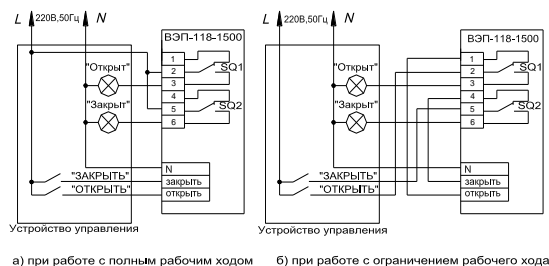 L 220В,50Гц N
ВЭП-118-1500
"Открыт"
"Закрыт"
1
2
3
4
5
6
SQ1
SQ2
N
закрыть
открыть
"ЗАКРЫТЬ"
"ОТКРЫТЬ"
Устройство управления
а) при работе с полным рабочим ходом
L 220В,50Гц N
ВЭП-118-1500
"Открыт"
"Закрыт"
1
2
3
4
5
6
SQ1
SQ2
N
закрыть
открыть
"ЗАКРЫТЬ"
"ОТКРЫТЬ"
Устройство управления
б) при работе с ограничением рабочего хода